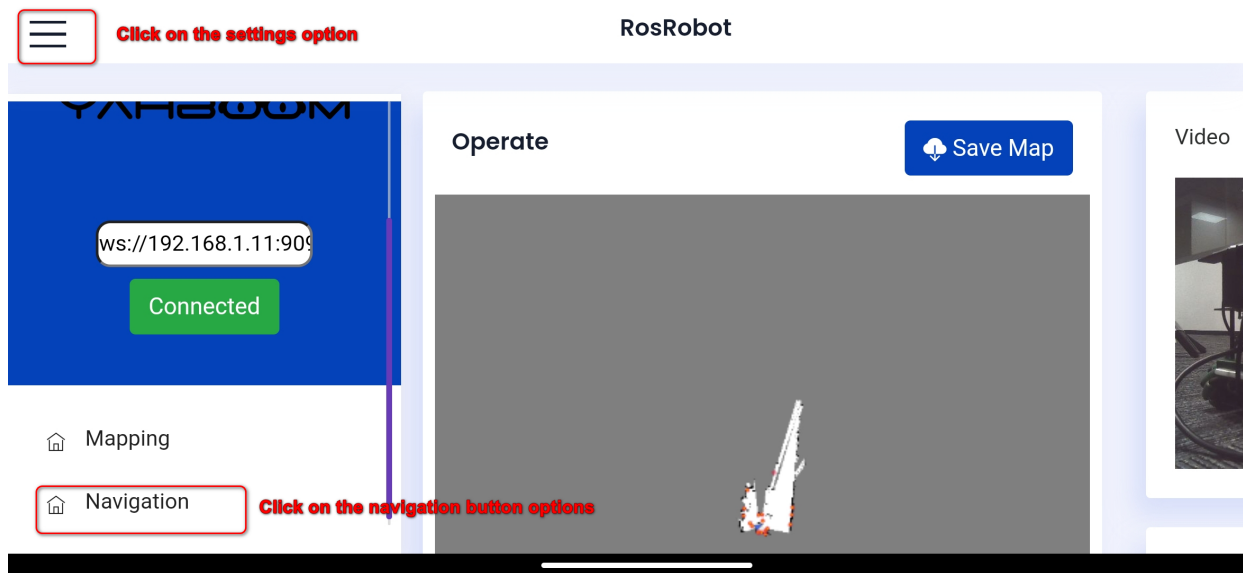 Click on the settings option
RosRobot
YAHBOOM
Operate
Save Map
Video
ws://192.168.1.11:909
Connected
Mapping
Navigation
Click on the navigation button options